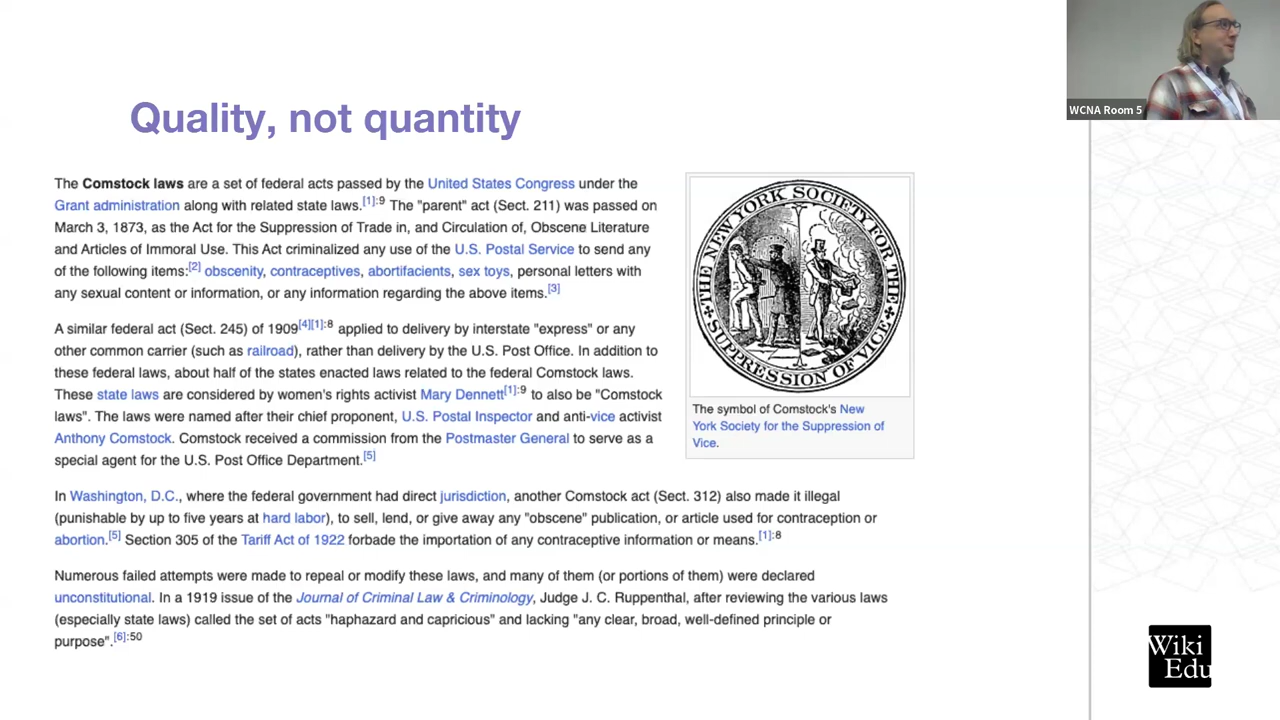 Quality, not quantity
The Comstock laws are a set of federal acts passed by the United States Congress under the
Grant administration along with related state laws.[1]:9 The "parent" act (Sect. 211) was passed on
March 3, 1873, as the Act for the Suppression of Trade in, and Circulation of, Obscene Literature
and Articles of Immoral Use. This Act criminalized any use of the U.S. Postal Service to send any
of the following items:[2] obscenity, contraceptives, abortifacients, sex toys, personal letters with
any sexual content or information, or any information regarding the above items.[3]
A similar federal act (Sect. 245) of 1909[4][1]:8 applied to delivery by interstate "express" or any
other common carrier (such as railroad), rather than delivery by the U.S. Post Office. In addition to
these federal laws, about half of the states enacted laws related to the federal Comstock laws.
These state laws are considered by women's rights activist Mary Dennett[1]:9 to also be "Comstock
laws". The laws were named after their chief proponent, U.S. Postal Inspector and anti-vice activist
Anthony Comstock. Comstock received a commission from the Postmaster General to serve as a
special agent for the U.S. Post Office Department.[5]
In Washington, D.C., where the federal government had direct jurisdiction, another Comstock act (Sect. 312) also made it illegal
(punishable by up to five years at hard labor), to sell, lend, or give away any "obscene" publication, or article used for contraception or
abortion.[5] Section 305 of the Tariff Act of 1922 forbade the importation of any contraceptive information or means.[1]:8
Numerous failed attempts were made to repeal or modify these laws, and many of them (or portions of them) were declared
unconstitutional. In a 1919 issue of the Journal of Criminal Law & Criminology, Judge J. C. Ruppenthal, after reviewing the various laws
(especially state laws) called the set of acts "haphazard and capricious" and lacking "any clear, broad, well-defined principle or
purpose".[6]:50
THE NEW YORK SOCIETY FOR THE
SUPPRESSION OF VICE
The symbol of Comstock's New
York Society for the Suppression of
Vice.
WCNA Room 5
Wiki
Edu